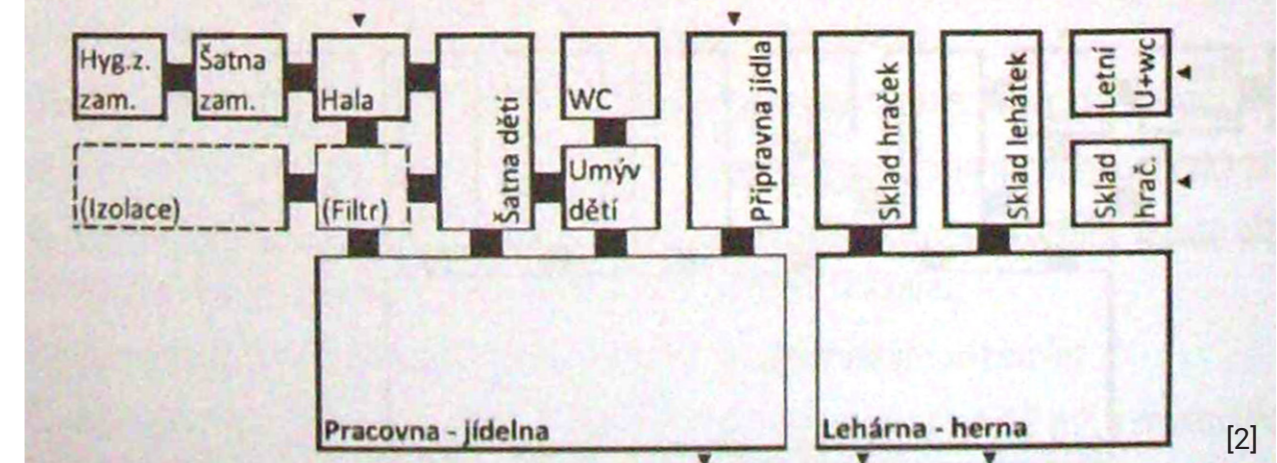 Hyg.z.
zam.
Šatna
zam.
Hala
Šatna dětí
WC
Přípravna jídla
Sklad hraček
Sklad lehátek
Letní
U+wc
(Izolace)
(Filtr)
Umýv
dětí
Sklad
hrač.
Pracovna - jídelna
Lehárna - herna
[2]